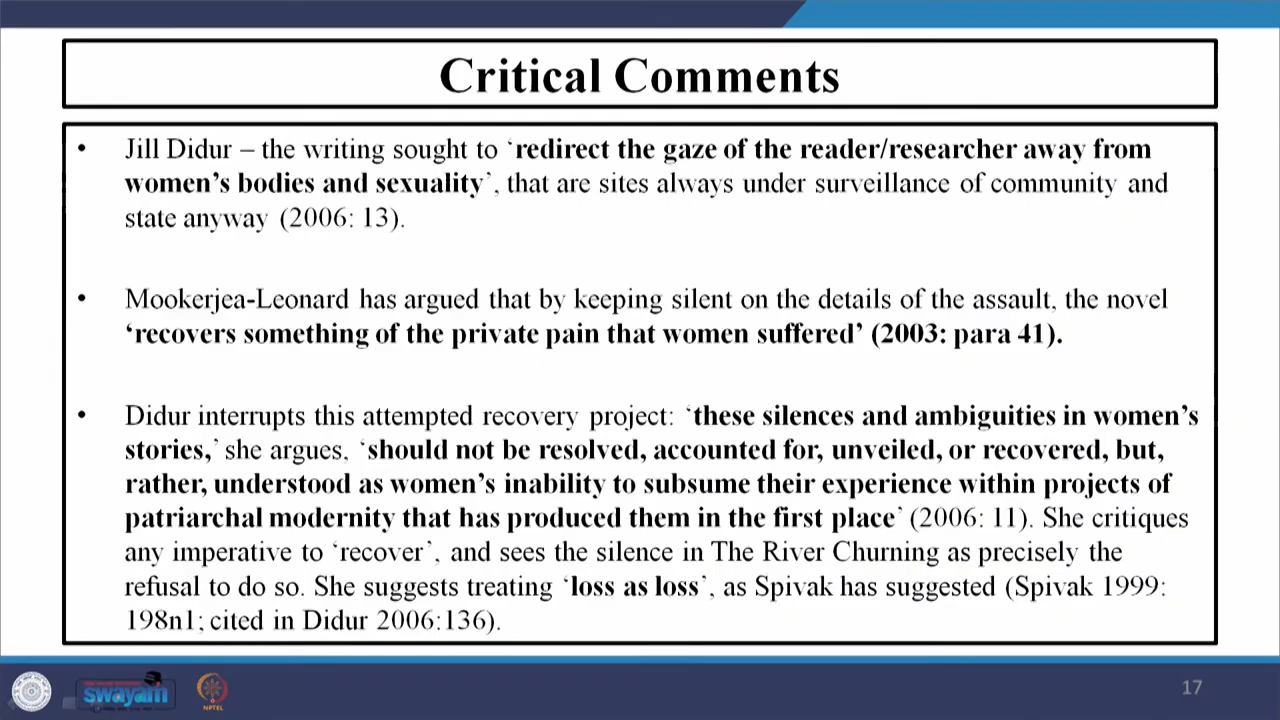 Critical Comments
• Jill Didur – the writing sought to ‘redirect the gaze of the reader/researcher away from
women’s bodies and sexuality’, that are sites always under surveillance of community and
state anyway (2006: 13).
• Mookerjea-Leonard has argued that by keeping silent on the details of the assault, the novel
‘recovers something of the private pain that women suffered’ (2003: para 41).
• Didur interrupts this attempted recovery project: ‘these silences and ambiguities in women’s
stories,’ she argues, ‘should not be resolved, accounted for, unveiled, or recovered, but,
rather, understood as women’s inability to subsume their experience within projects of
patriarchal modernity that has produced them in the first place’ (2006: 11). She critiques
any imperative to ‘recover’, and sees the silence in The River Churning as precisely the
refusal to do so. She suggests treating ‘loss as loss’, as Spivak has suggested (Spivak 1999:
198n1; cited in Didur 2006:136).
swayam
NPTEL
17